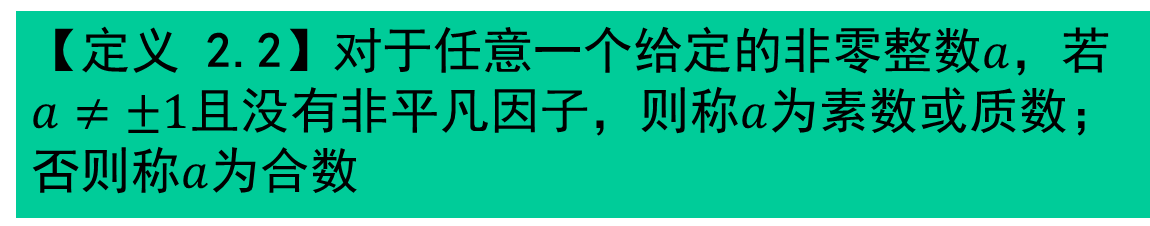 【定义 2.2】对于任意一个给定的非零整数a，若
a ≠ ±1且没有非平凡因子，则称a为素数或质数；
否则称a为合数